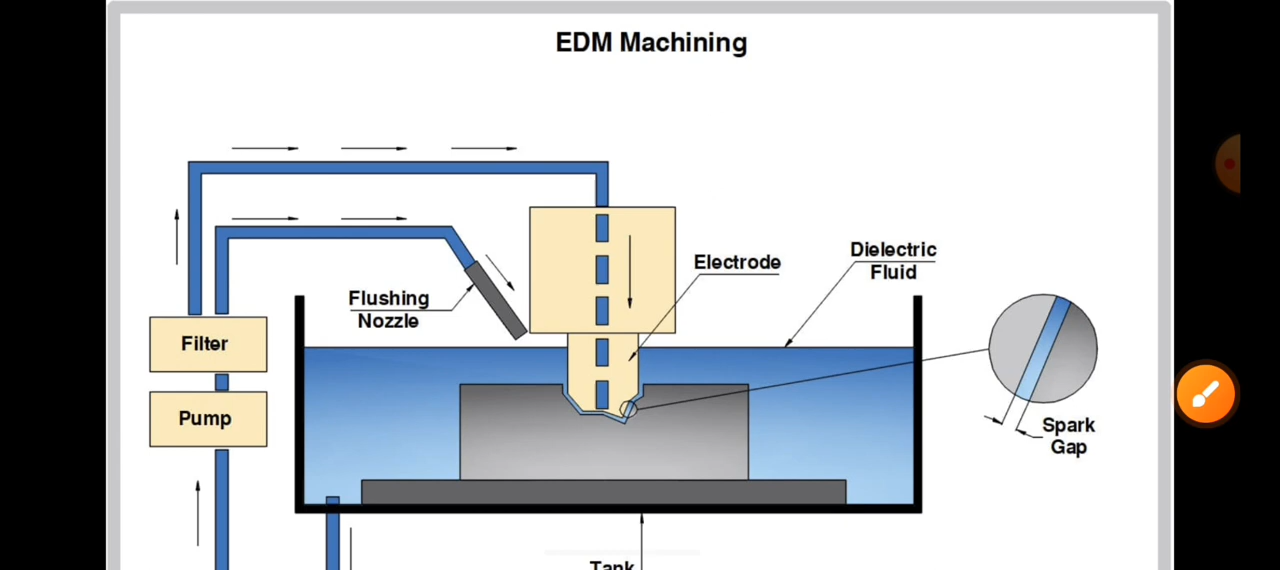 EDM Machining
Electrode
Dielectric
Fluid
Flushing
Nozzle
Filter
Pump
Spark
Gap
Tank